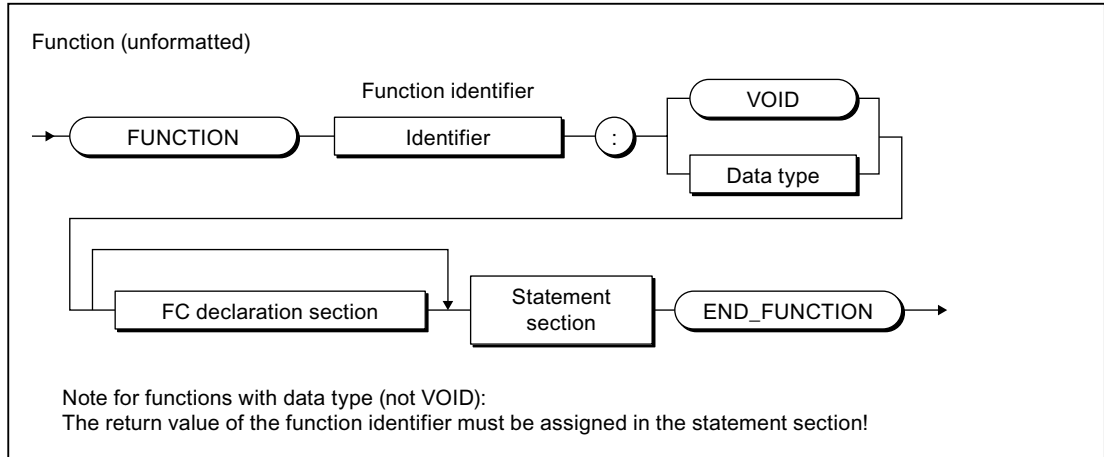 Function (unformatted)
Function identifier
FUNCTION
Identifier
:
VOID
Data type
FC declaration section
Statement
section
END_FUNCTION
Note for functions with data type (not VOID):
The return value of the function identifier must be assigned in the statement section!